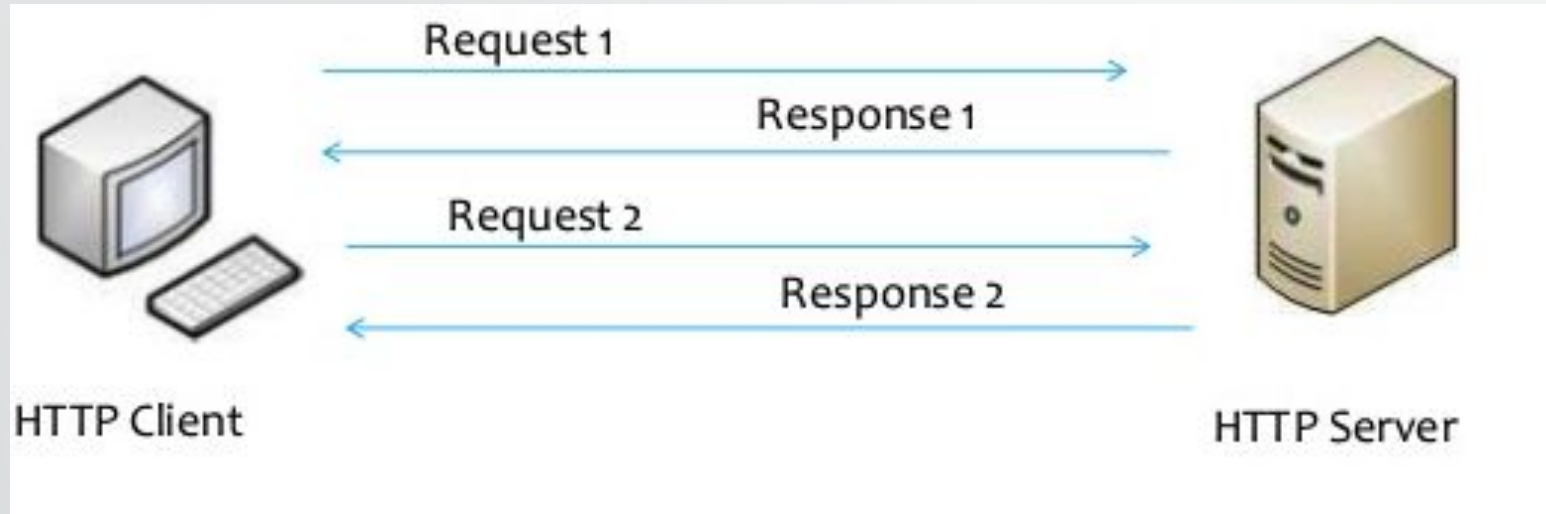 Request 1
Response 1
Request 2
Response 2
HTTP Client
HTTP Server